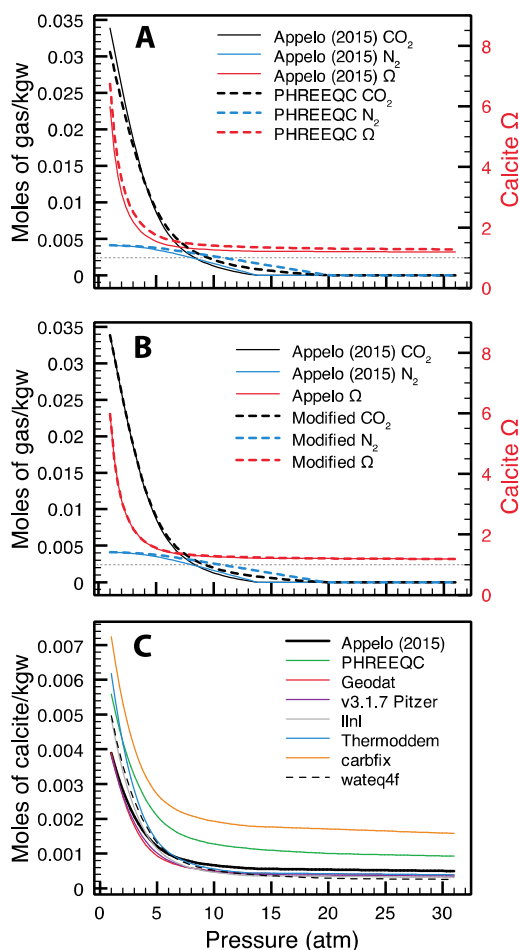 A
Moles of gas/kgw
0.035
0.03
0.025
0.02
0.015
0.01
0.005
0
Appelo (2015) CO₂
Appelo (2015) N₂
Appelo (2015) Ω
PHREEQC CO₂
PHREEQC N₂
PHREEQC Ω
8
6
4
2
0
Calcite Ω
B
Moles of gas/kgw
0.035
0.03
0.025
0.02
0.015
0.01
0.005
0
Appelo (2015) CO₂
Appelo (2015) N₂
Appelo Ω
Modified CO₂
Modified N₂
Modified Ω
8
6
4
2
0
Calcite Ω
C
Moles of calcite/kgw
0.007
0.006
0.005
0.004
0.003
0.002
0.001
0
Appelo (2015)
PHREEQC
Geodat
v3.1.7 Pitzer
llnl
Thermoddem
carbfix
wateq4f
0 5 10 15 20 25 30
Pressure (atm)